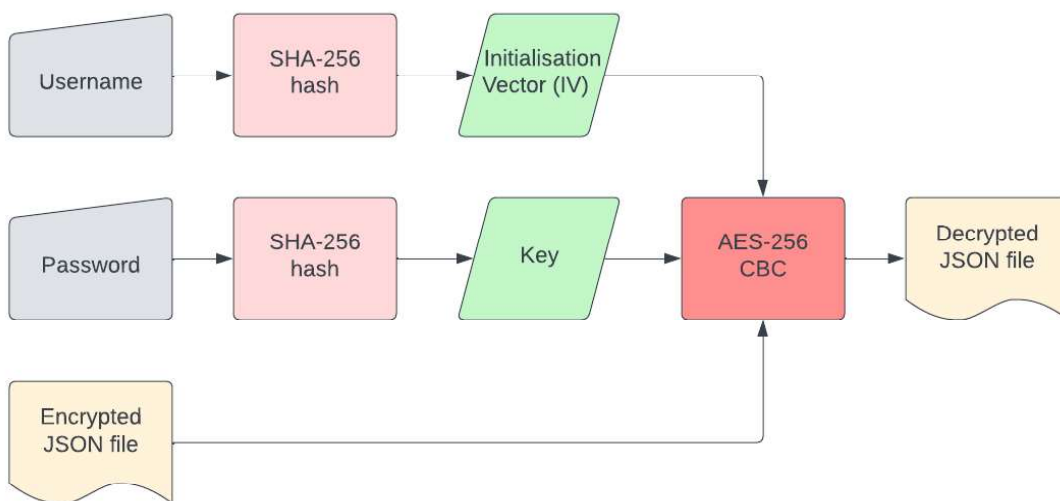 Username
SHA-256
hash
Initialisation
Vector (IV)
Password
SHA-256
hash
Key
AES-256
CBC
Decrypted
JSON file
Encrypted
JSON file